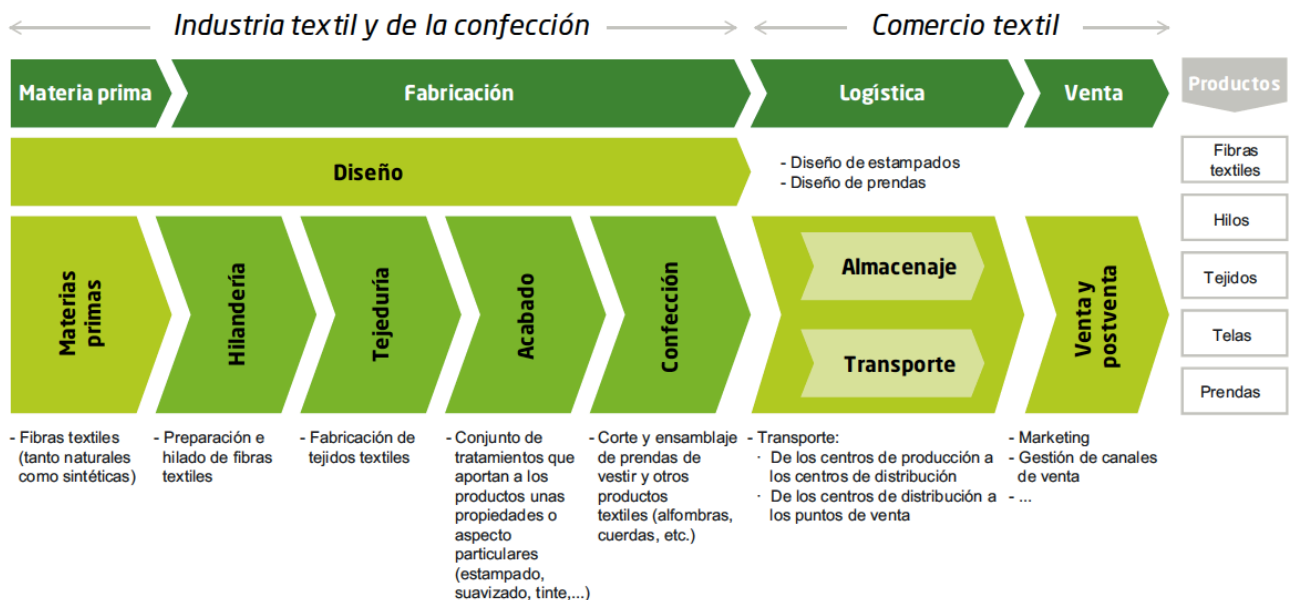 Industria textil y de la confección
Comercio textil
Materia prima
Fabricación
Logística
Venta
Productos
Diseño
- Diseño de estampados
- Diseño de prendas
Materias
primas
Hilandería
Tejeduría
Acabado
Confección
Almacenaje
Transporte
Venta y
postventa
Fibras
textiles
Hilos
Tejidos
Telas
Prendas
- Fibras textiles
(tanto naturales
como sintéticas)
- Preparación e
hilado de fibras
textiles
- Fabricación de
tejidos textiles
- Conjunto de
tratamientos que
aportan a los
productos unas
propiedades o
aspecto
particulares
(estampado,
suavizado, tinte,...)
- Corte y ensamblaje
de prendas de
vestir y otros
productos
textiles (alfombras,
cuerdas, etc.)
- Transporte:
· De los centros de producción a
los centros de distribución
· De los centros de distribución a
los puntos de venta
- Marketing
- Gestión de canales
de venta
- ...